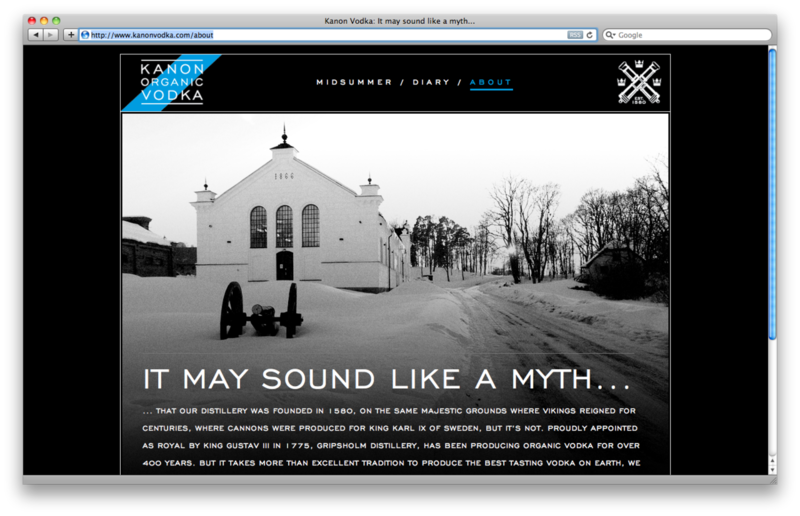 Kanon Vodka: It may sound like a myth...
http://www.kanonvodka.com/about
RSS
Google
KANON
ORGANIC
VODKA
MIDSUMMER / DIARY / ABOUT
EST.
1580
1866
IT MAY SOUND LIKE A MYTH...
... THAT OUR DISTILLERY WAS FOUNDED IN 1580, ON THE SAME MAJESTIC GROUNDS WHERE VIKINGS REIGNED FOR
CENTURIES, WHERE CANNONS WERE PRODUCED FOR KING KARL IX OF SWEDEN, BUT IT'S NOT. PROUDLY APPOINTED
AS ROYAL BY KING GUSTAV III IN 1775, GRIPSHOLM DISTILLERY, HAS BEEN PRODUCING ORGANIC VODKA FOR OVER
400 YEARS. BUT IT TAKES MORE THAN EXCELLENT TRADITION TO PRODUCE THE BEST TASTING VODKA ON EARTH, WE